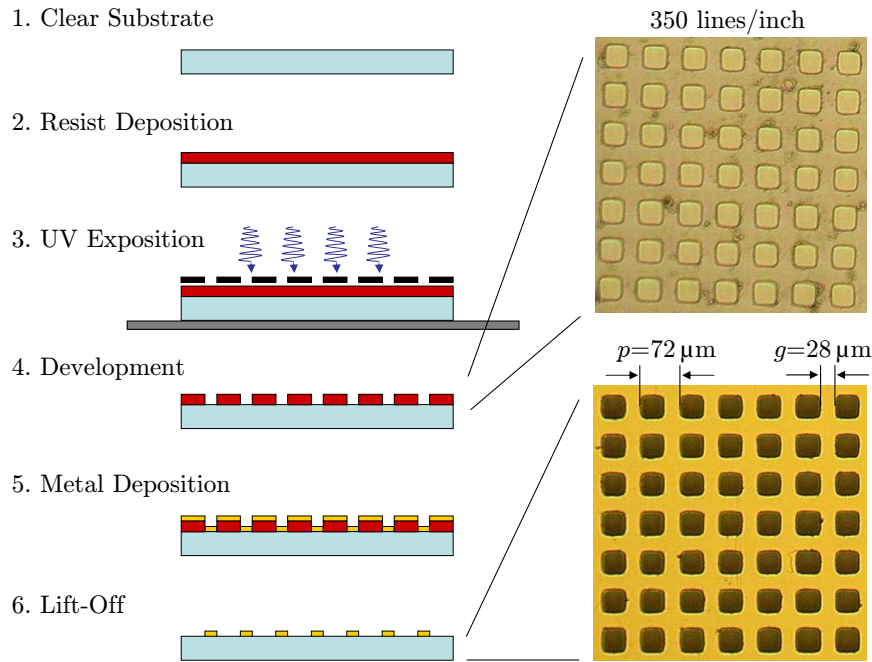 1. Clear Substrate
2. Resist Deposition
3. UV Exposition
4. Development
5. Metal Deposition
6. Lift-Off
350 lines/inch
p=72 µm
g=28 µm